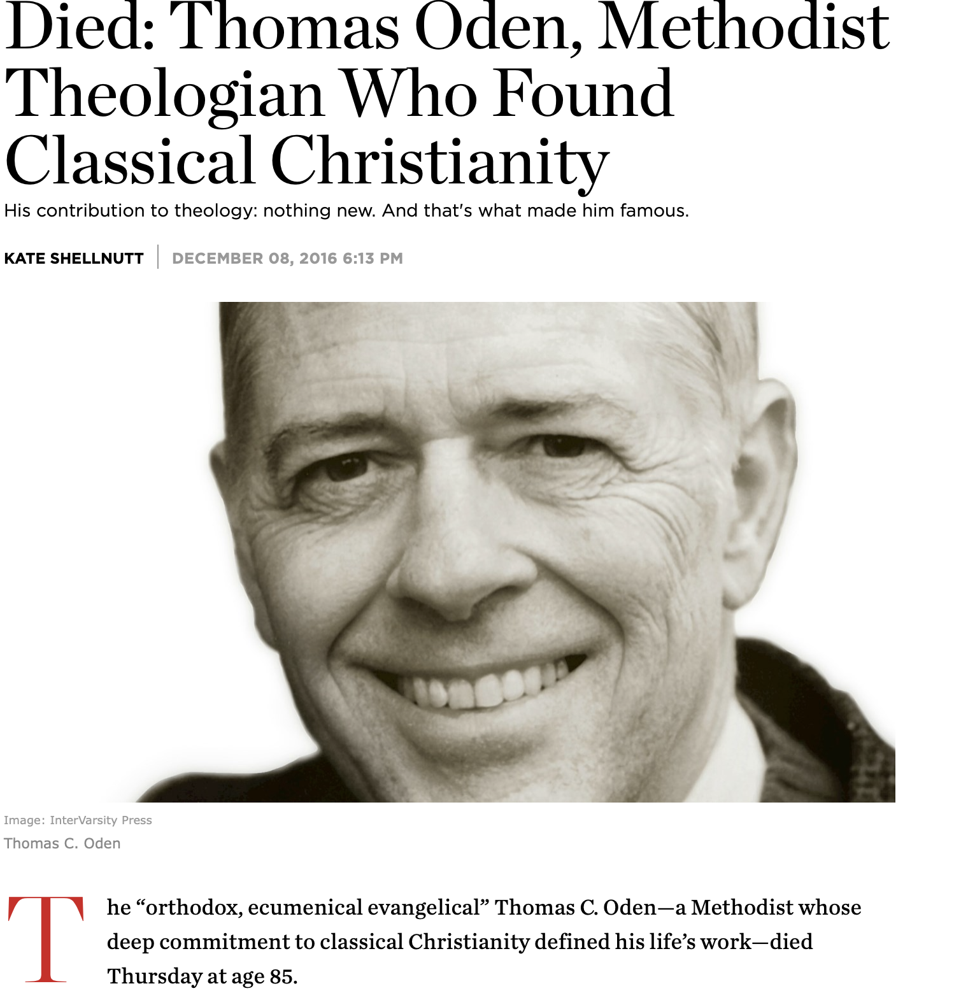 Died: Thomas Oden, Methodist
Theologian Who Found
Classical Christianity
His contribution to theology: nothing new. And that's what made him famous.
KATE SHELLNUTT | DECEMBER 08, 2016 6:13 PM
Image: InterVarsity Press
Thomas C. Oden
The “orthodox, ecumenical evangelical” Thomas C. Oden—a Methodist whose
deep commitment to classical Christianity defined his life’s work—died
Thursday at age 85.